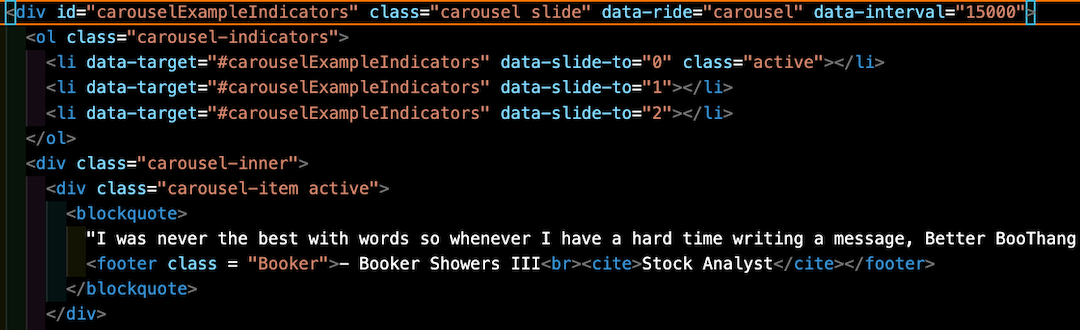 <div id="carouselExampleIndicators" class="carousel slide" data-ride="carousel" data-interval="15000">
<ol class="carousel-indicators">
<li data-target="#carouselExampleIndicators" data-slide-to="0" class="active"></li>
<li data-target="#carouselExampleIndicators" data-slide-to="1"></li>
<li data-target="#carouselExampleIndicators" data-slide-to="2"></li>
</ol>
<div class="carousel-inner">
<div class="carousel-item active">
<blockquote>
"I was never the best with words so whenever I have a hard time writing a message, Better BooThang
<footer class = "Booker">- Booker Showers III<br><cite>Stock Analyst</cite></footer>
</blockquote>
</div>